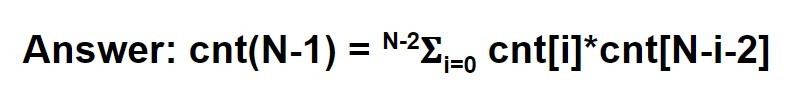 Answer: cnt(N-1) = ᴺ⁻²Σᵢ₌₀ cnt[i]*cnt[N-i-2]